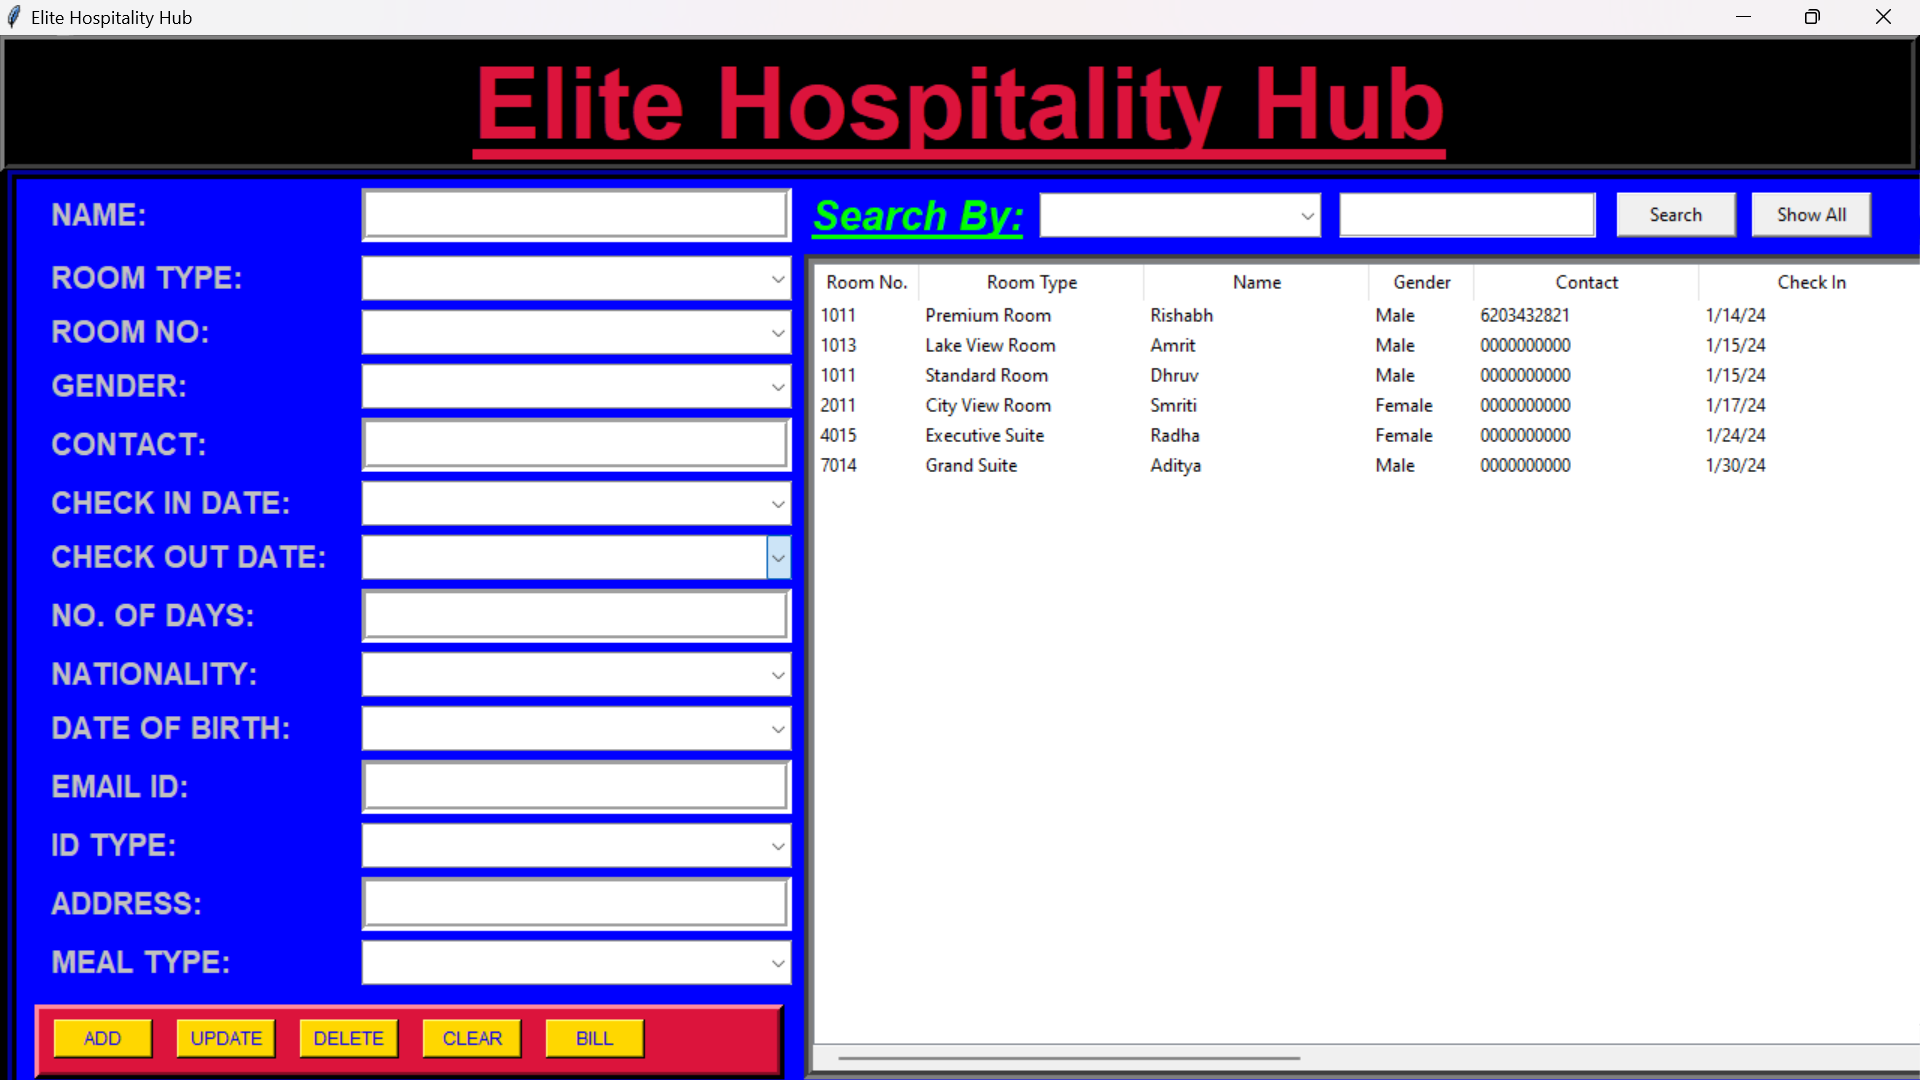 Elite Hospitality Hub
Elite Hospitality Hub
NAME:
ROOM TYPE:
ROOM NO:
GENDER:
CONTACT:
CHECK IN DATE:
CHECK OUT DATE:
NO. OF DAYS:
NATIONALITY:
DATE OF BIRTH:
EMAIL ID:
ID TYPE:
ADDRESS:
MEAL TYPE:
ADD UPDATE DELETE CLEAR BILL
Search By: Search Show All
Room No. Room Type Name Gender Contact Check In
1011 Premium Room Rishabh Male 6203432821 1/14/24
1013 Lake View Room Amrit Male 0000000000 1/15/24
1011 Standard Room Dhruv Male 0000000000 1/15/24
2011 City View Room Smriti Female 0000000000 1/17/24
4015 Executive Suite Radha Female 0000000000 1/24/24
7014 Grand Suite Aditya Male 0000000000 1/30/24